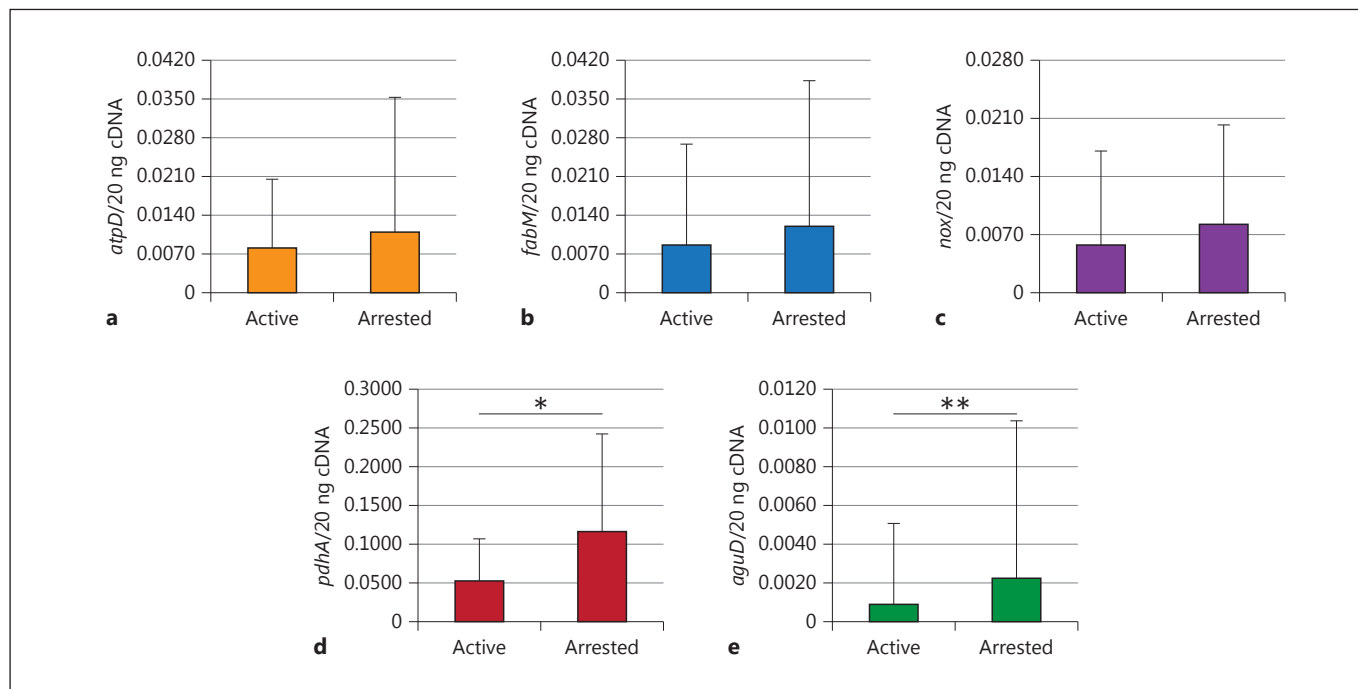 atpD/20 ng cDNA
0.0420
0.0350
0.0280
0.0210
0.0140
0.0070
0
Active Arrested
a
fabM/20 ng cDNA
0.0420
0.0350
0.0280
0.0210
0.0140
0.0070
0
Active Arrested
b
nox/20 ng cDNA
0.0280
0.0210
0.0140
0.0070
0
Active Arrested
c
pdhA/20 ng cDNA
0.3000
0.2500
0.2000
0.1500
0.1000
0.0500
0
*
Active Arrested
d
aguD/20 ng cDNA
0.0120
0.0100
0.0080
0.0060
0.0040
0.0020
0
**
Active Arrested
e